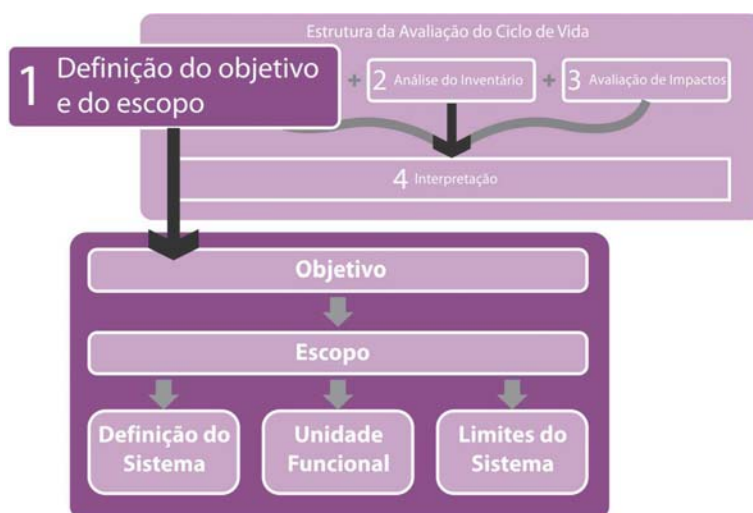 Estrutura da Avaliação do Ciclo de Vida
1 Definição do objetivo
e do escopo
+ 2 Análise do Inventário + 3 Avaliação de Impactos
4 Interpretação
Objetivo
Escopo
Definição do
Sistema
Unidade
Funcional
Limites do
Sistema